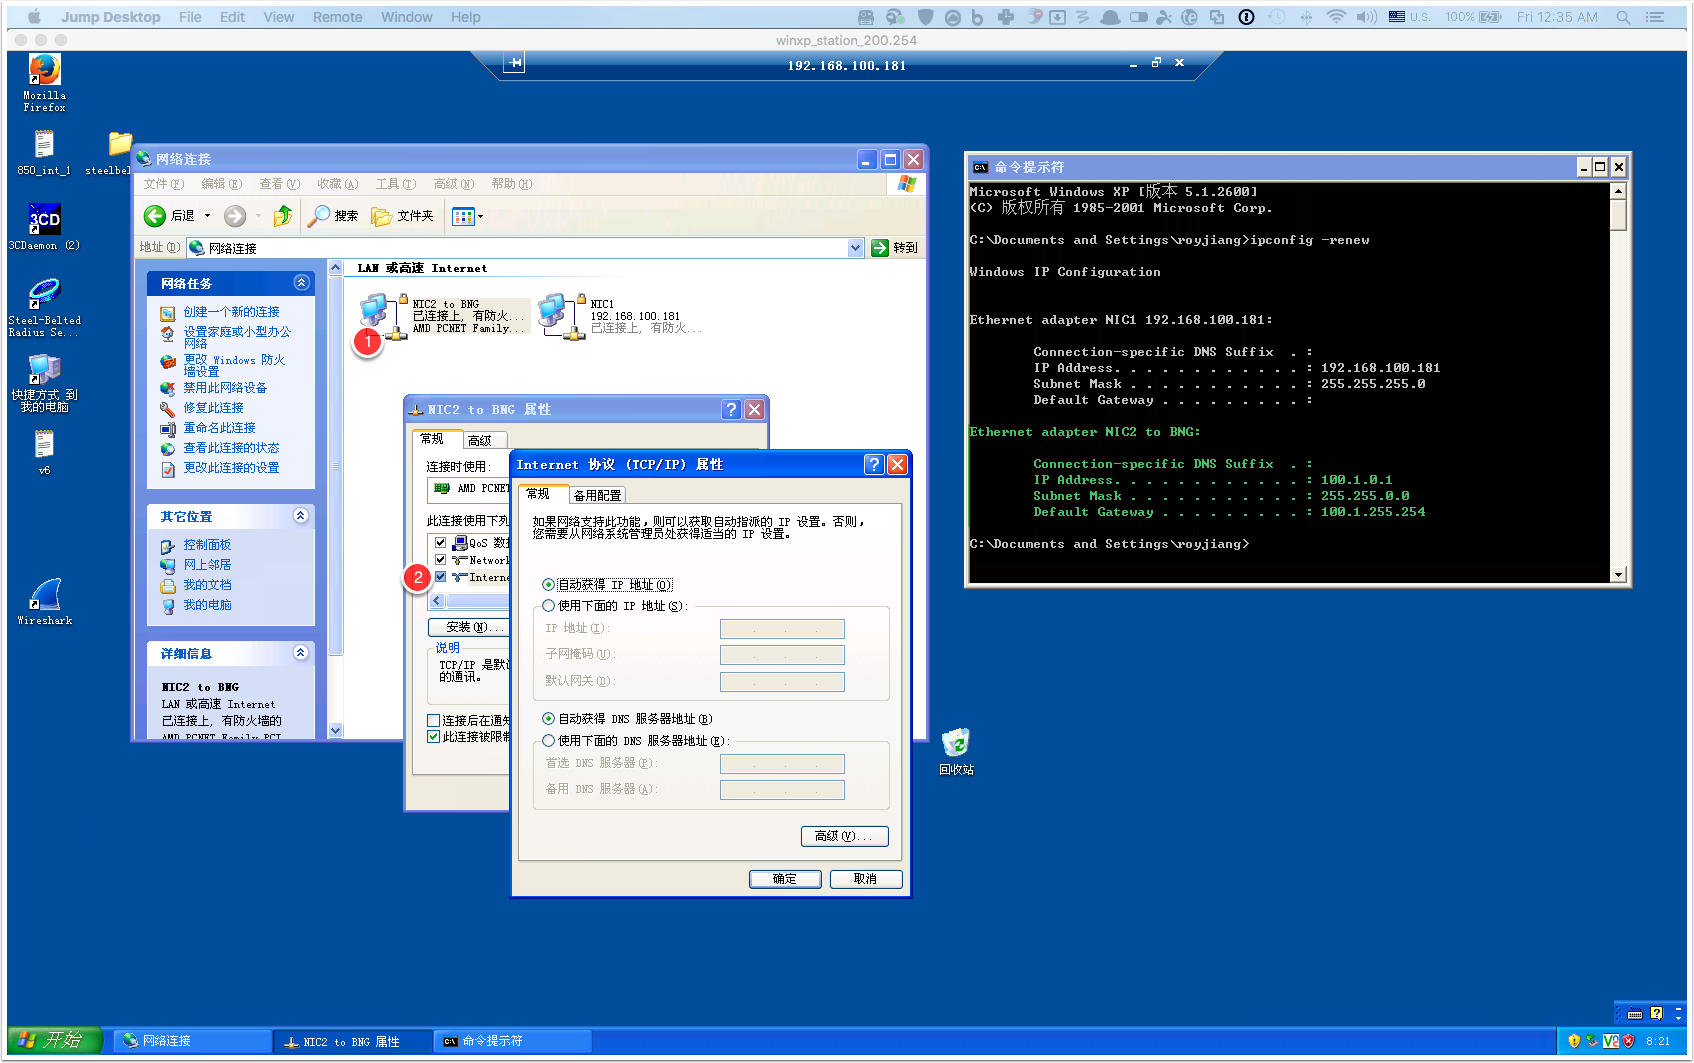 Jump Desktop File Edit View Remote Window Help U.S. 100% Fri 12:35 AM
winxp_station_200.254
192.168.100.181
Mozilla
Firefox
850_int_1
3CDaemon (2)
Steel-Belted
Radius Se...
快捷方式 到
我的电脑
v6
Wireshark
回收站
网络连接
文件(F) 编辑(E) 查看(V) 收藏(A) 工具(T) 高级(N) 帮助(H)
后退 搜索 文件夹
地址(D) 网络连接 转到
网络任务
创建一个新的连接
设置家庭或小型办公
网络
更改 Windows 防火
墙设置
禁用此网络设备
修复此连接
重命名此连接
查看此连接的状态
更改此连接的设置
其它位置
控制面板
网上邻居
我的文档
我的电脑
详细信息
NIC2 to BNG
LAN 或高速 Internet
已连接上, 有防火墙的
AMD PCNET Family PCI
LAN 或高速 Internet
NIC2 to BNG
已连接上, 有防火...
AMD PCNET Family...
1
NIC1
192.168.100.181
已连接上, 有防火...
NIC2 to BNG 属性
常规 高级
连接时使用:
AMD PCNET
此连接使用下列
QoS 数据
Network
2
Interne
安装(N)...
说明
TCP/IP 是默认
的通讯。
连接后在通知
此连接被限制
Internet 协议 (TCP/IP) 属性
常规 备用配置
如果网络支持此功能,则可以获取自动指派的 IP 设置。否则,
您需要从网络系统管理员处获得适当的 IP 设置。
自动获得 IP 地址(O)
使用下面的 IP 地址(S):
IP 地址(I):
子网掩码(U):
默认网关(D):
自动获得 DNS 服务器地址(B)
使用下面的 DNS 服务器地址(E):
首选 DNS 服务器(P):
备用 DNS 服务器(A):
高级(V)...
确定 取消
命令提示符
Microsoft Windows XP [版本 5.1.2600]
(C) 版权所有 1985-2001 Microsoft Corp.
C:\Documents and Settings\royjiang>ipconfig -renew
Windows IP Configuration
Ethernet adapter NIC1 192.168.100.181:
Connection-specific DNS Suffix  . :
IP Address. . . . . . . . . . . . : 192.168.100.181
Subnet Mask . . . . . . . . . . . : 255.255.255.0
Default Gateway . . . . . . . . . :
Ethernet adapter NIC2 to BNG:
Connection-specific DNS Suffix  . :
IP Address. . . . . . . . . . . . : 100.1.0.1
Subnet Mask . . . . . . . . . . . : 255.255.0.0
Default Gateway . . . . . . . . . : 100.1.255.254
C:\Documents and Settings\royjiang>
开始 网络连接 NIC2 to BNG 属性 命令提示符 8:21